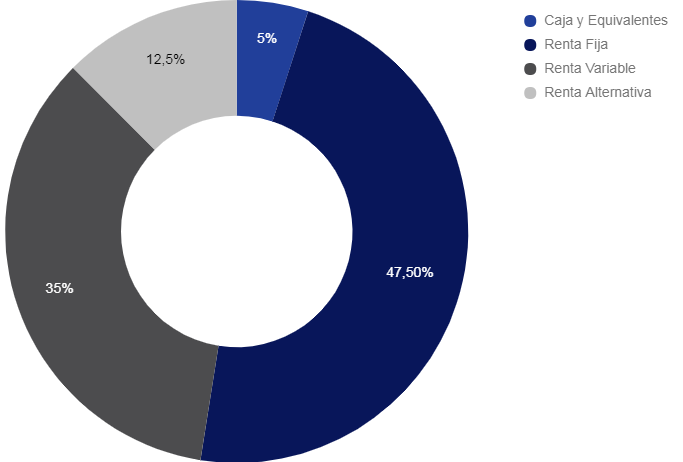 Caja y Equivalentes
Renta Fija
Renta Variable
Renta Alternativa
5%
12,5%
47,50%
35%